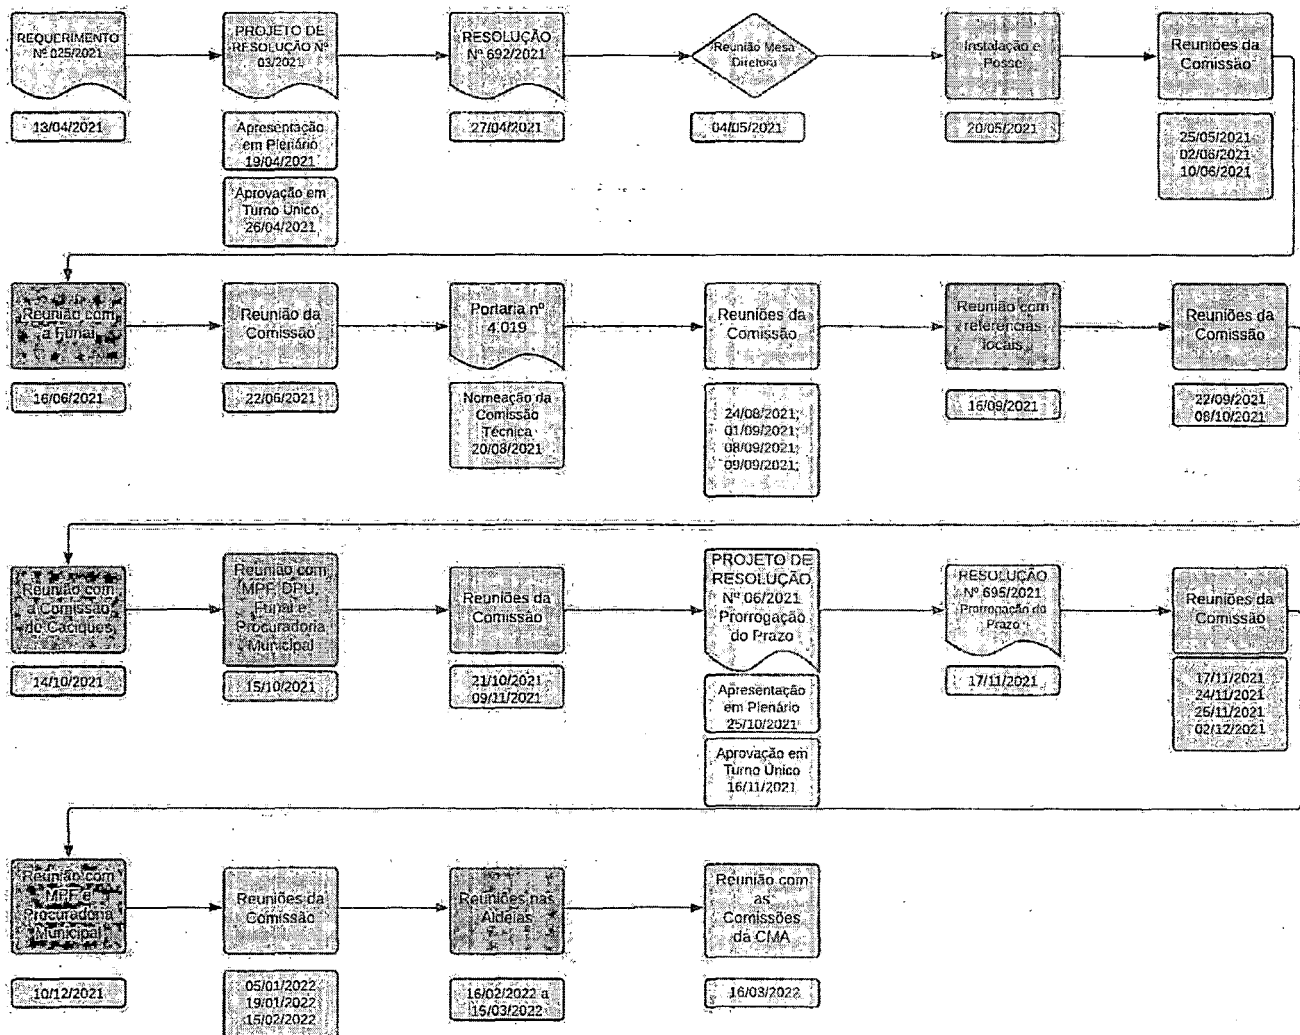 REQUERIMENTO
Nº 025/2021
13/04/2021
PROJETO DE
RESOLUÇÃO Nº
03/2021
Apresentação
em Plenário
19/04/2021
Aprovação em
Turno Único
26/04/2021
RESOLUÇÃO
Nº 692/2021
27/04/2021
Reunião Mesa
Diretora
04/05/2021
Instalação e
Posse
20/05/2021
Reuniões da
Comissão
25/05/2021
02/06/2021
10/06/2021
Reunião com
a Funai
16/06/2021
Reunião da
Comissão
22/06/2021
Portaria nº
4.019
Nomeação da
Comissão
Técnica
20/08/2021
Reuniões da
Comissão
24/08/2021;
01/09/2021;
08/09/2021;
09/09/2021;
Reunião com
referências
locais
16/09/2021
Reuniões da
Comissão
22/09/2021
08/10/2021
Reunião com
a Comissão
de Caciques
14/10/2021
Reunião com
MPF, DPU,
Funai e
Procuradoria
Municipal
15/10/2021
Reuniões da
Comissão
21/10/2021
09/11/2021
PROJETO DE
RESOLUÇÃO
Nº 06/2021
Prorrogação
do Prazo
Apresentação
em Plenário
25/10/2021
Aprovação em
Turno Único
16/11/2021
RESOLUÇÃO
Nº 695/2021
Prorrogação do
Prazo
17/11/2021
Reuniões da
Comissão
17/11/2021
24/11/2021
25/11/2021
02/12/2021
Reunião com
MPF e
Procuradoria
Municipal
10/12/2021
Reuniões da
Comissão
05/01/2022
19/01/2022
15/02/2022
Reuniões nas
Aldeias
16/02/2022 a
15/03/2022
Reunião com
as
Comissões
da CMA
16/03/2022